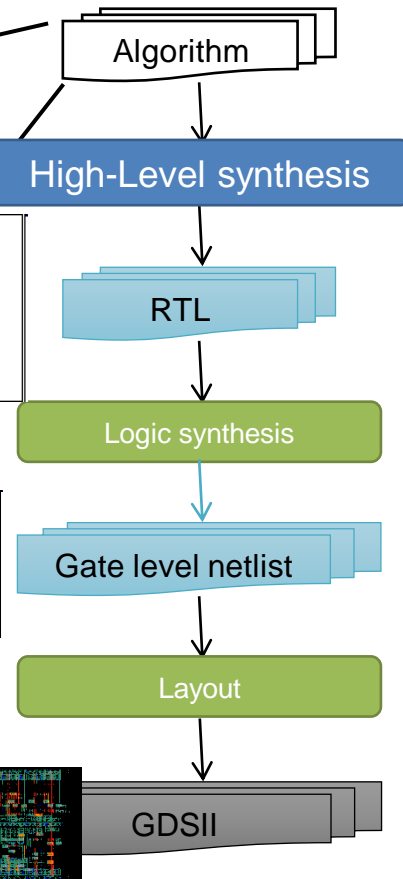 Algorithm
High-Level synthesis
RTL
Logic synthesis
Gate level netlist
Layout
GDSII